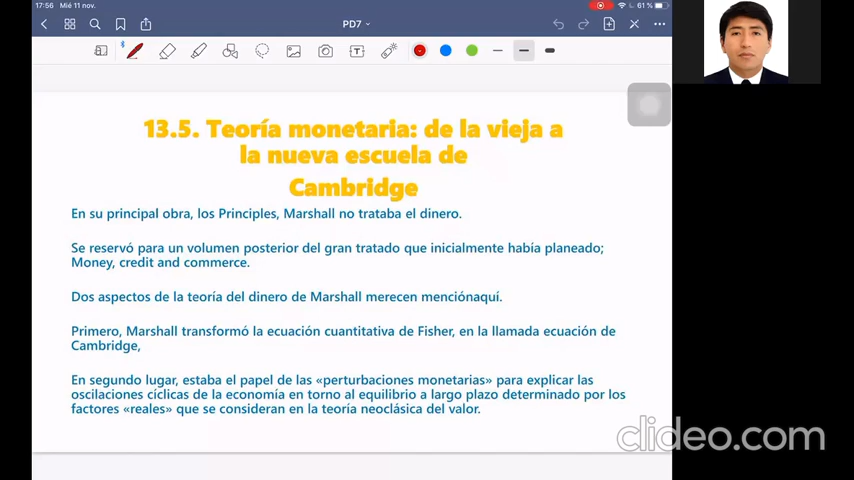 17:56 Mié 11 nov.
61 %
PD7
13.5. Teoría monetaria: de la vieja a
la nueva escuela de
Cambridge
En su principal obra, los Principles, Marshall no trataba el dinero.
Se reservó para un volumen posterior del gran tratado que inicialmente había planeado;
Money, credit and commerce.
Dos aspectos de la teoría del dinero de Marshall merecen menciónaquí.
Primero, Marshall transformó la ecuación cuantitativa de Fisher, en la llamada ecuación de
Cambridge,
En segundo lugar, estaba el papel de las «perturbaciones monetarias» para explicar las
oscilaciones cíclicas de la economía en torno al equilibrio a largo plazo determinado por los
factores «reales» que se consideran en la teoría neoclásica del valor.
clideo.com